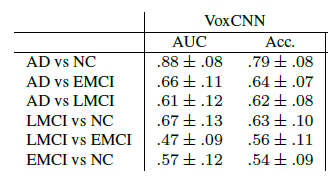 VoxCNN
AUC Acc.
AD vs NC .88 ± .08 .79 ± .08
AD vs EMCI .66 ± .11 .64 ± .07
AD vs LMCI .61 ± .12 .62 ± .08
LMCI vs NC .67 ± .13 .63 ± .10
LMCI vs EMCI .47 ± .09 .56 ± .11
EMCI vs NC .57 ± .12 .54 ± .09